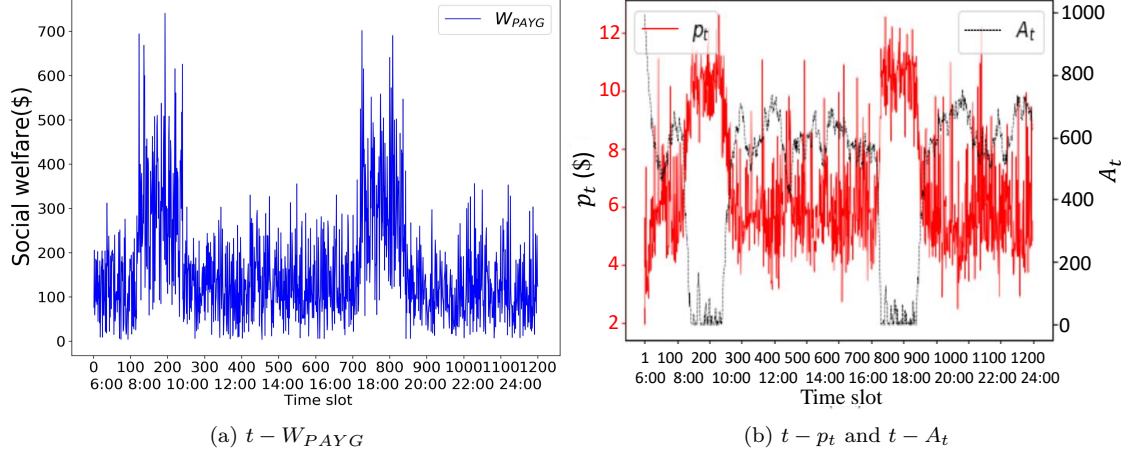 W_PAYG
Social welfare($)
700
600
500
400
300
200
100
0
0 100 200 300 400 500 600 700 800 900 1000 1100 1200
6:00 8:00 10:00 12:00 14:00 16:00 18:00 20:00 22:00 24:00
Time slot
(a) t − W_PAYG
p_t
A_t
p_t ($)
12
10
8
6
4
2
1000
800
600
400
200
0
A_t
1 100 200 300 400 500 600 700 800 900 1000 1100 1200
6:00 8:00 10:00 12:00 14:00 16:00 18:00 20:00 22:00 24:00
Time slot
(b) t − p_t and t − A_t